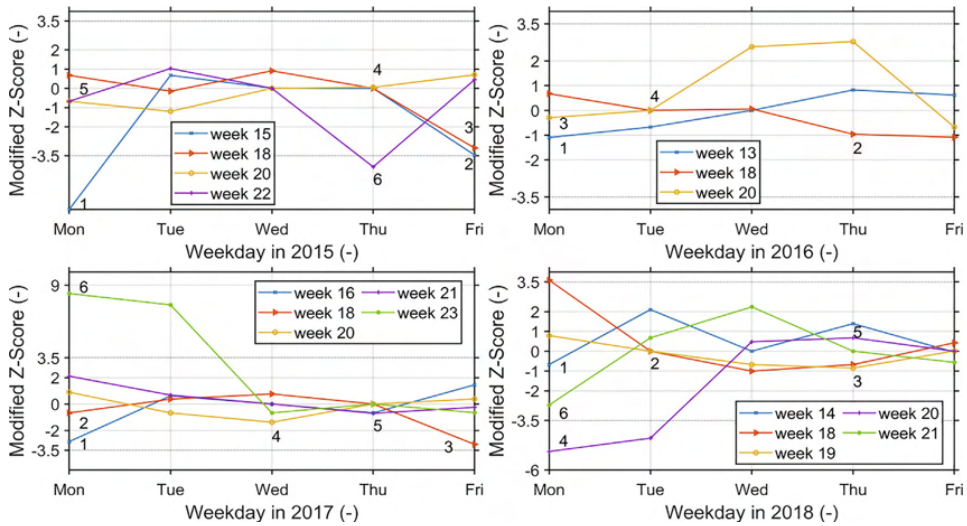 Modified Z-Score (-)
3.5
2
1
0
-1
-2
-3.5
1
5
4
3
2
6
week 15
week 18
week 20
week 22
Mon Tue Wed Thu Fri
Weekday in 2015 (-)
Modified Z-Score (-)
3.5
2
1
0
-1
-2
-3.5
3
1
4
2
week 13
week 18
week 20
Mon Tue Wed Thu Fri
Weekday in 2016 (-)
Modified Z-Score (-)
9
3.5
2
0
-2
-3.5
6
2
1
4
5
3
week 16 week 21
week 18 week 23
week 20
Mon Tue Wed Thu Fri
Weekday in 2017 (-)
Modified Z-Score (-)
3.5
2
1
0
-1
-2
-3.5
-6
1
6
4
2
5
3
week 14 week 20
week 18 week 21
week 19
Mon Tue Wed Thu Fri
Weekday in 2018 (-)